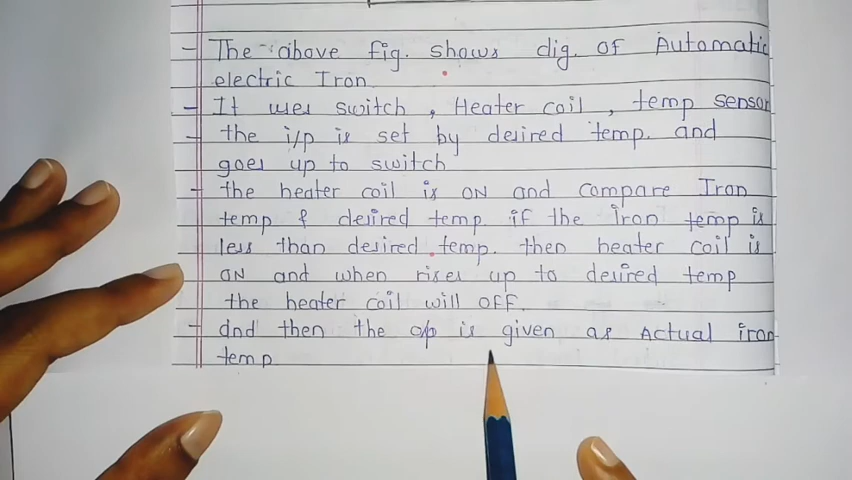 - The above fig. shows dig. of Automatic
electric Iron.
- It uses switch, Heater coil, temp sensor
- the i/p is set by desired temp. and
goes up to switch
- the heater coil is ON and compare Iron
temp & desired temp if the iron temp is
less than desired temp. then heater coil is
ON and when rises up to desired temp
the heater coil will OFF.
- dnd then the o/p is given as Actual iron
temp